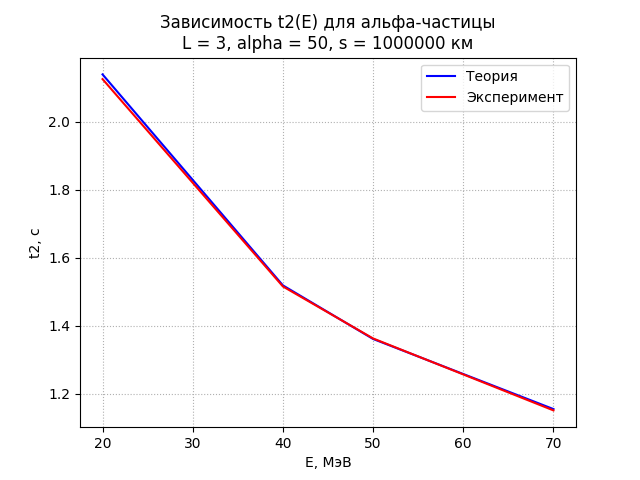 Зависимость t2(E) для альфа-частицы
L = 3, alpha = 50, s = 1000000 км
Теория
Эксперимент
2.0
1.8
1.6
1.4
1.2
t2, с
20 30 40 50 60 70
E, МэВ